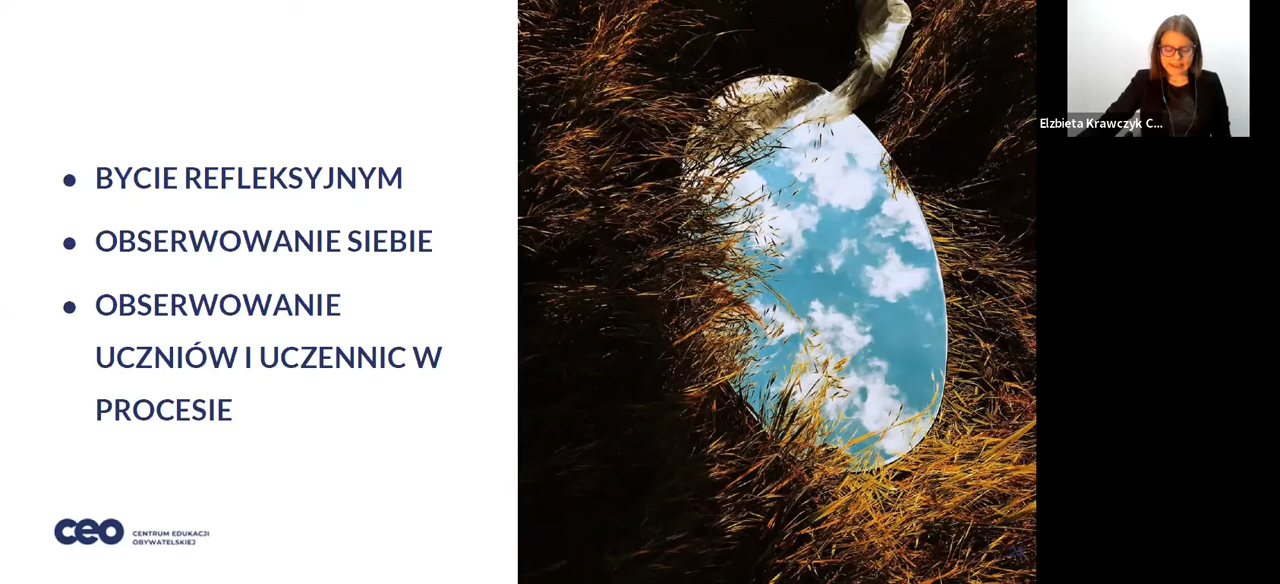 BYCIE REFLEKSYJNYM
OBSERWOWANIE SIEBIE
OBSERWOWANIE
UCZNIÓW I UCZENNIC W
PROCESIE
ceo
CENTRUM EDUKACJI
OBYWATELSKIEJ
Elzbieta Krawczyk C...